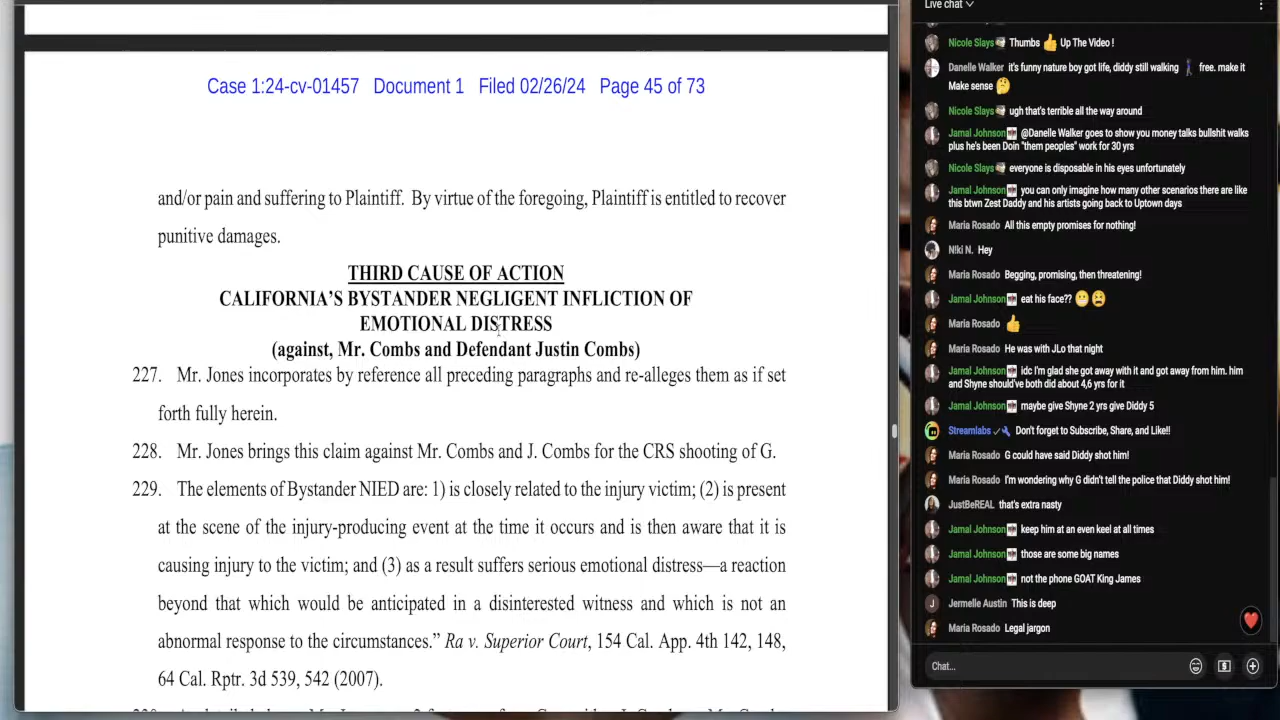 Case 1:24-cv-01457 Document 1 Filed 02/26/24 Page 45 of 73
and/or pain and suffering to Plaintiff. By virtue of the foregoing, Plaintiff is entitled to recover
punitive damages.
THIRD CAUSE OF ACTION
CALIFORNIA'S BYSTANDER NEGLIGENT INFLICTION OF
EMOTIONAL DISTRESS
(against, Mr. Combs and Defendant Justin Combs)
227. Mr. Jones incorporates by reference all preceding paragraphs and re-alleges them as if set
forth fully herein.
228. Mr. Jones brings this claim against Mr. Combs and J. Combs for the CRS shooting of G.
229. The elements of Bystander NIED are: 1) is closely related to the injury victim; (2) is present
at the scene of the injury-producing event at the time it occurs and is then aware that it is
causing injury to the victim; and (3) as a result suffers serious emotional distress—a reaction
beyond that which would be anticipated in a disinterested witness and which is not an
abnormal response to the circumstances.” Ra v. Superior Court, 154 Cal. App. 4th 142, 148,
64 Cal. Rptr. 3d 539, 542 (2007).
Live chat
Nicole Slays Thumbs 👍 Up The Video !
Danelle Walker it's funny nature boy got life, diddy still walking 🚶 free. make it
Make sense 🤔
Nicole Slays ugh that's terrible all the way around
Jamal Johnson @Danelle Walker goes to show you money talks bullshit walks
plus he's been Doin "them peoples" work for 30 yrs
Nicole Slays everyone is disposable in his eyes unfortunately
Jamal Johnson you can only imagine how many other scenarios there are like
this btwn Zest Daddy and his artists going back to Uptown days
Maria Rosado All this empty promises for nothing!
N!ki N. Hey
Maria Rosado Begging, promising, then threatening!
Jamal Johnson eat his face?? 😬😫
Maria Rosado 👍
Maria Rosado He was with JLo that night
Jamal Johnson idc I'm glad she got away with it and got away from him. him
and Shyne should've both did about 4,6 yrs for it
Jamal Johnson maybe give Shyne 2 yrs give Diddy 5
Streamlabs Don't forget to Subscribe, Share, and Like!!
Maria Rosado G could have said Diddy shot him!
Maria Rosado I'm wondering why G didn't tell the police that Diddy shot him!
JustBeREAL that's extra nasty
Jamal Johnson keep him at an even keel at all times
Jamal Johnson those are some big names
Jamal Johnson not the phone GOAT King James
J Jermelle Austin This is deep
Maria Rosado Legal jargon
Chat...